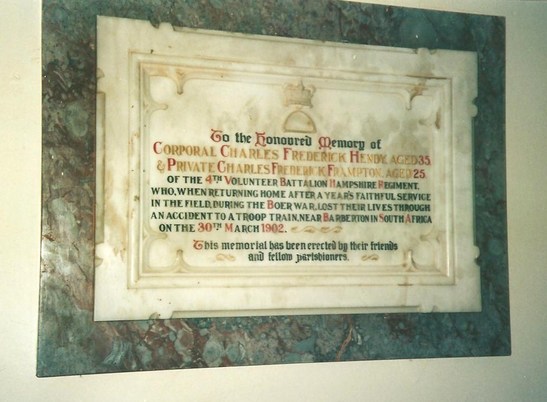 To the Honoured Memory of
CORPORAL CHARLES FREDERICK HENDY, AGED 35
& PRIVATE CHARLES FREDERICK FRAMPTON, AGED 25.
OF THE 4TH VOLUNTEER BATTALION HAMPSHIRE REGIMENT,
WHO, WHEN RETURNING HOME AFTER A YEAR'S FAITHFUL SERVICE
IN THE FIELD, DURING THE BOER WAR, LOST THEIR LIVES THROUGH
AN ACCIDENT TO A TROOP TRAIN, NEAR BARBERTON IN SOUTH AFRICA
ON THE 30TH MARCH 1902.
This memorial has been erected by their friends
and fellow parishioners.